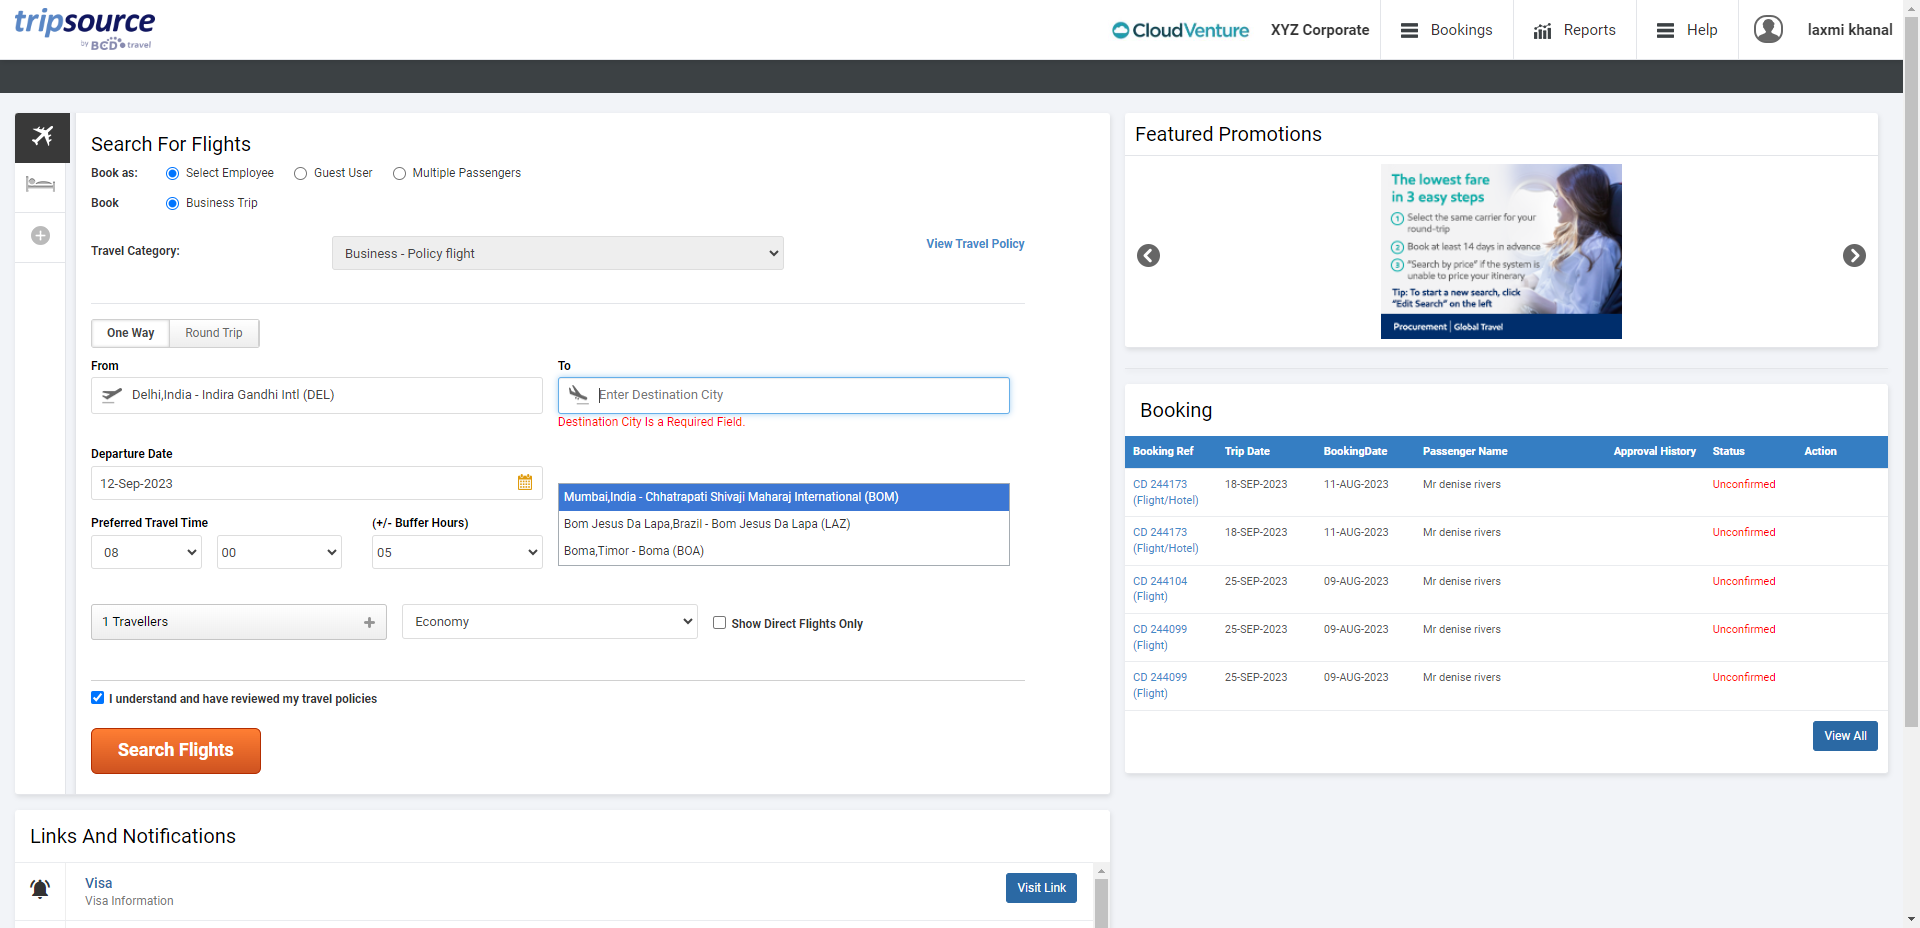 tripsource
by BCD travel
CloudVenture
XYZ Corporate
Bookings
Reports
Help
laxmi khanal
Search For Flights
Book as:
Select Employee
Guest User
Multiple Passengers
Book
Business Trip
Travel Category:
Business - Policy flight
View Travel Policy
One Way
Round Trip
From
To
Delhi,India - Indira Gandhi Intl (DEL)
Enter Destination City
Destination City Is a Required Field.
Departure Date
12-Sep-2023
Mumbai,India - Chhatrapati Shivaji Maharaj International (BOM)
Bom Jesus Da Lapa,Brazil - Bom Jesus Da Lapa (LAZ)
Boma,Timor - Boma (BOA)
Preferred Travel Time
(+/- Buffer Hours)
08
00
05
1 Travellers
Economy
Show Direct Flights Only
I understand and have reviewed my travel policies
Search Flights
Links And Notifications
Visa
Visa Information
Visit Link
Featured Promotions
The lowest fare
in 3 easy steps
1 Select the same carrier for your
round-trip
2 Book at least 14 days in advance
3 "Search by price" if the system is
unable to price your itinerary
Tip: To start a new search, click
"Edit Search" on the left
Procurement | Global Travel
Booking
Booking Ref Trip Date BookingDate Passenger Name Approval History Status Action
CD 244173 18-SEP-2023 11-AUG-2023 Mr denise rivers Unconfirmed
(Flight/Hotel)
CD 244173 18-SEP-2023 11-AUG-2023 Mr denise rivers Unconfirmed
(Flight/Hotel)
CD 244104 25-SEP-2023 09-AUG-2023 Mr denise rivers Unconfirmed
(Flight)
CD 244099 25-SEP-2023 09-AUG-2023 Mr denise rivers Unconfirmed
(Flight)
CD 244099 25-SEP-2023 09-AUG-2023 Mr denise rivers Unconfirmed
(Flight)
View All